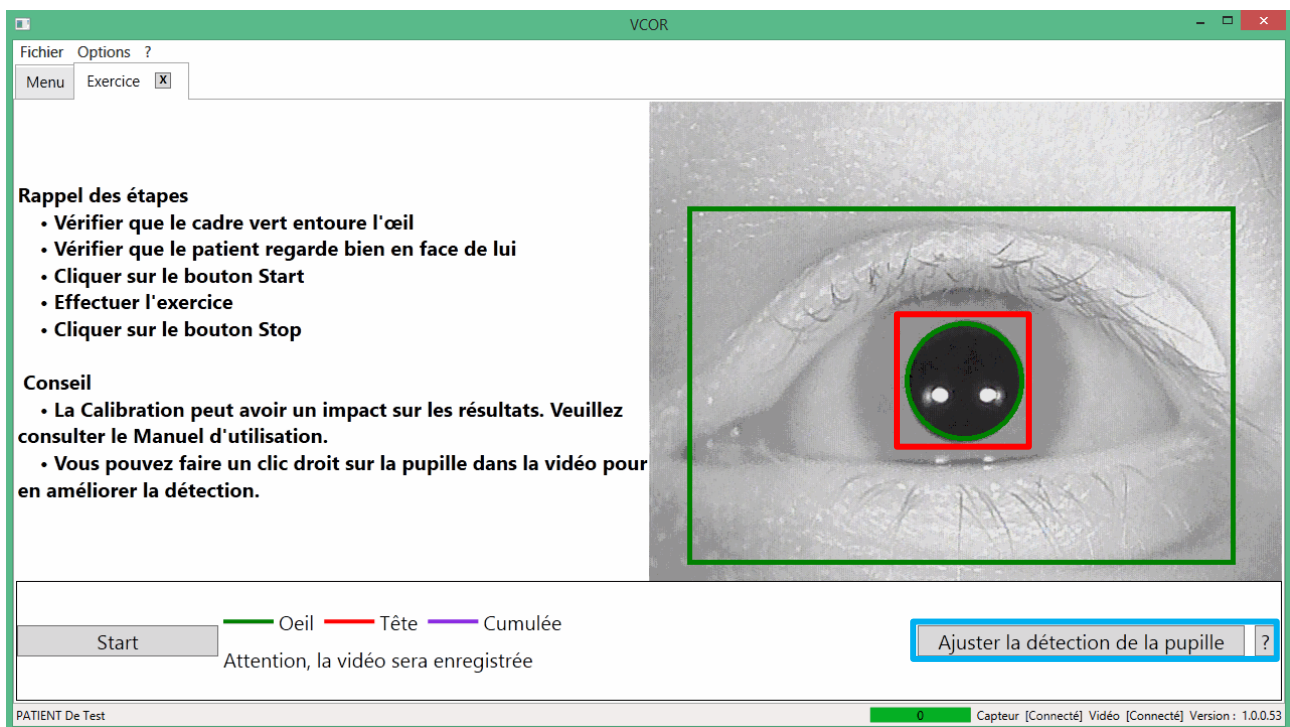 VCOR
Fichier Options ?
Menu Exercice X
Rappel des étapes
• Vérifier que le cadre vert entoure l'œil
• Vérifier que le patient regarde bien en face de lui
• Cliquer sur le bouton Start
• Effectuer l'exercice
• Cliquer sur le bouton Stop
Conseil
• La Calibration peut avoir un impact sur les résultats. Veuillez
consulter le Manuel d'utilisation.
• Vous pouvez faire un clic droit sur la pupille dans la vidéo pour
en améliorer la détection.
Start
Oeil Tête Cumulée
Attention, la vidéo sera enregistrée
Ajuster la détection de la pupille ?
PATIENT De Test
0
Capteur [Connecté] Vidéo [Connecté] Version : 1.0.0.53